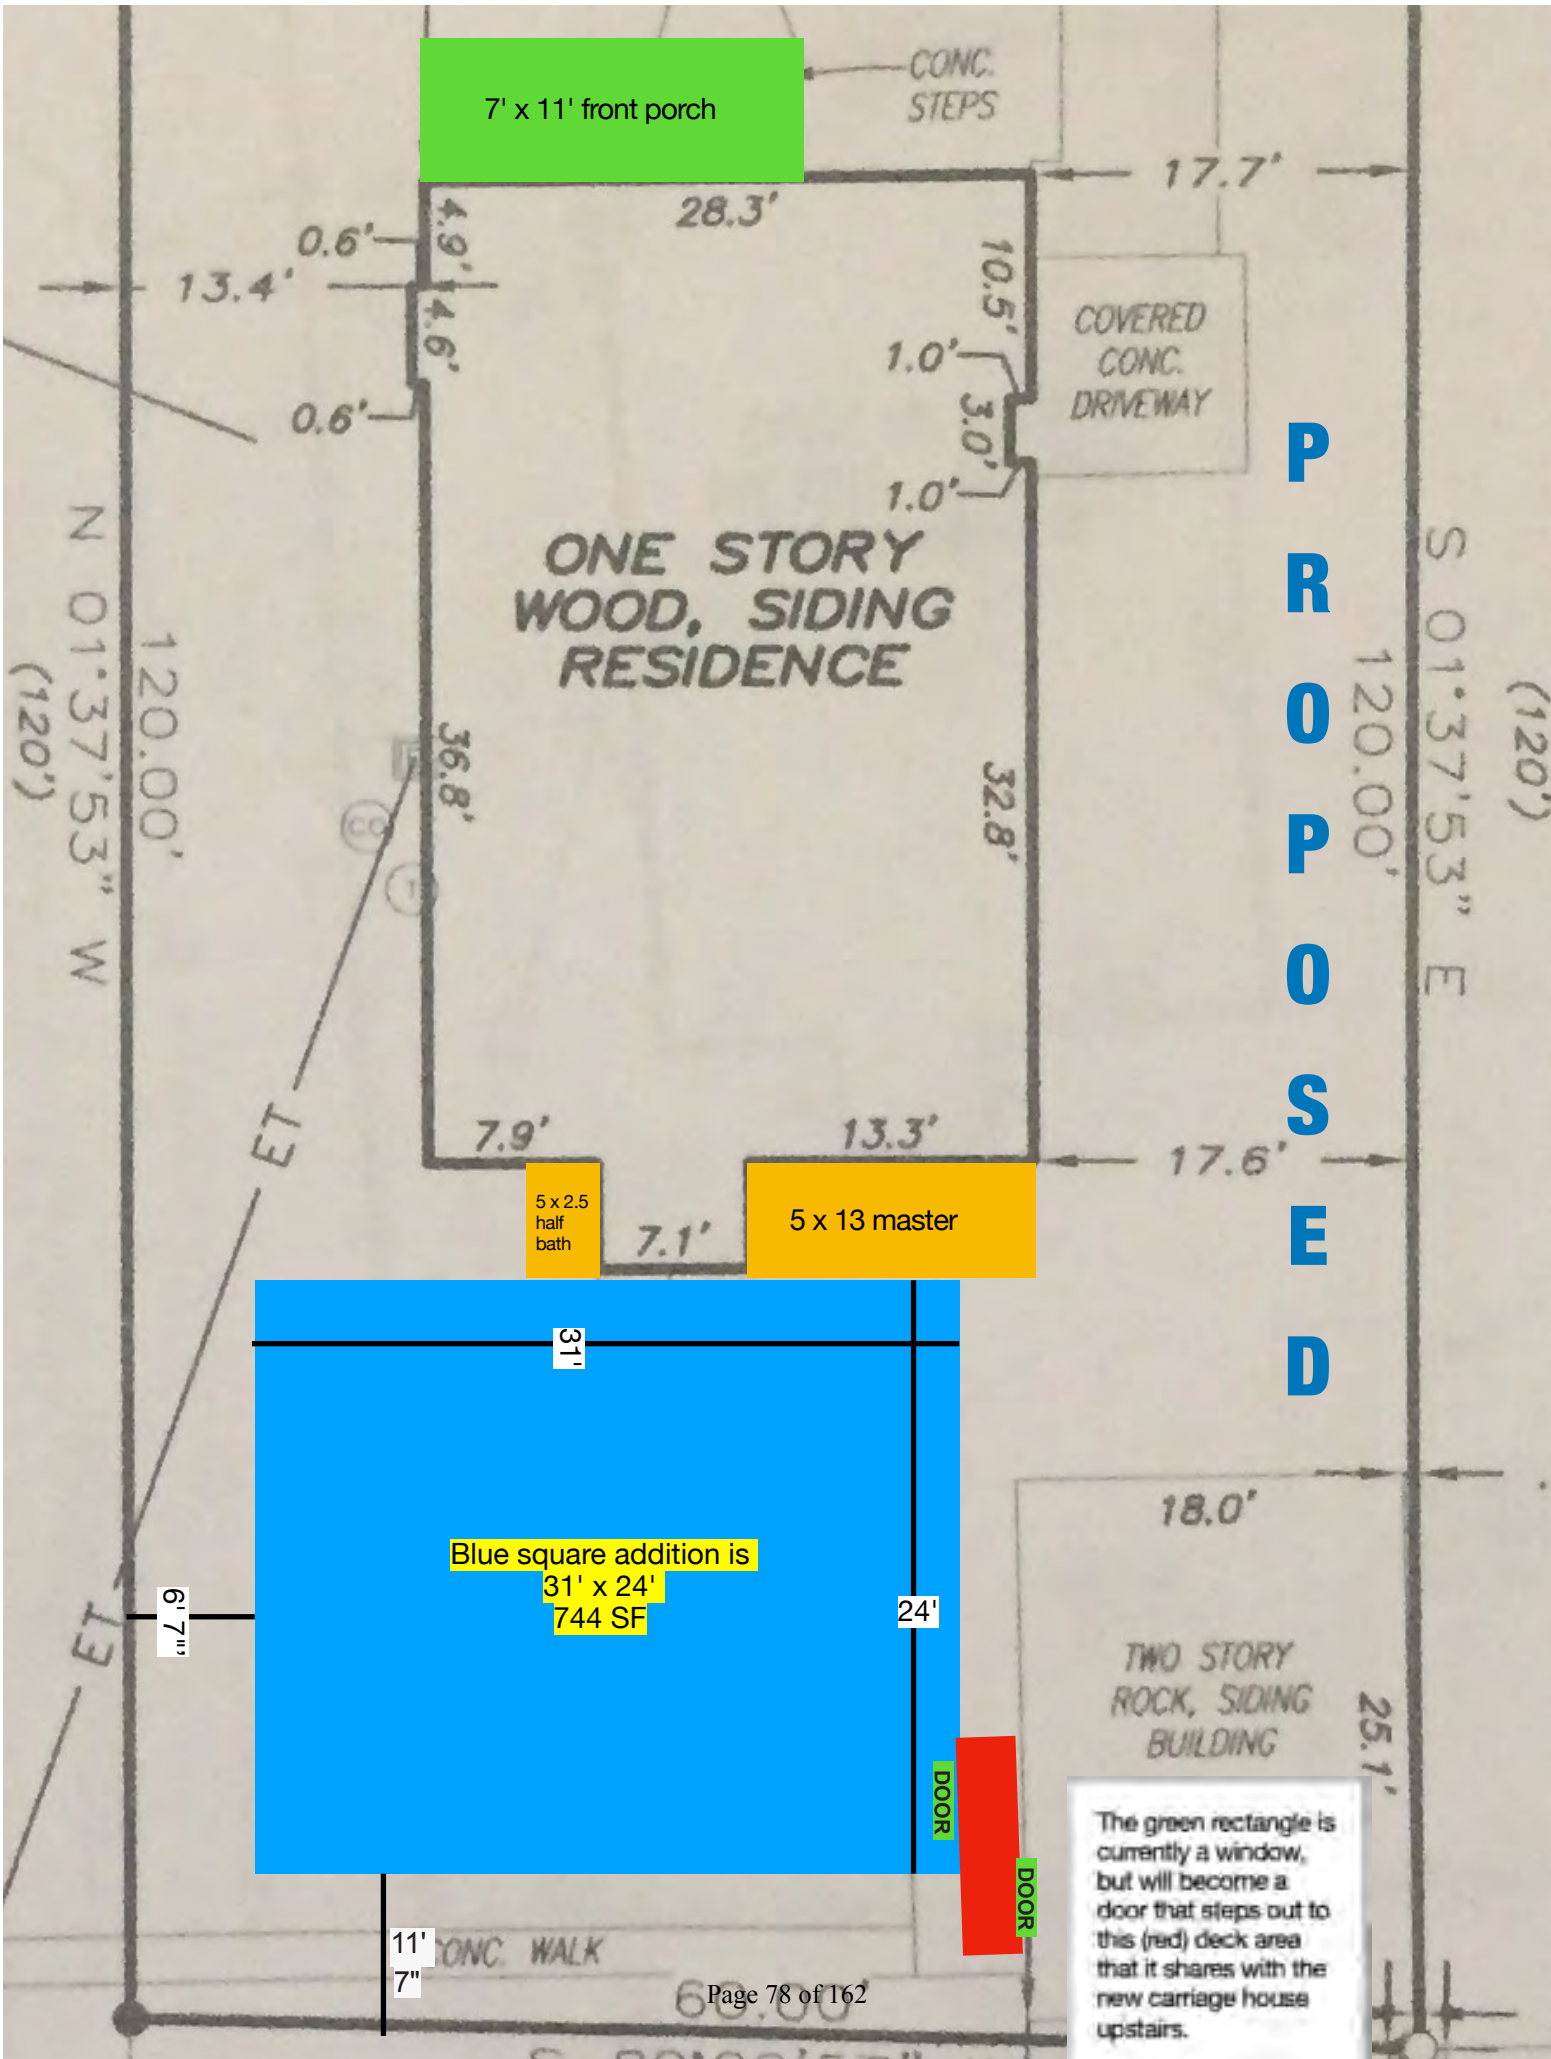 CONC.
STEPS
7' x 11' front porch
17.7'
28.3'
4.9'
0.6'
13.4'
4.6'
0.6'
10.5'
1.0'
3.0'
1.0'
COVERED
CONC.
DRIVEWAY
ONE STORY
WOOD, SIDING
RESIDENCE
PROPOSED
N 01°37'53" W
120.00'
(120')
S 01°37'53" E
120.00'
(120')
36.8'
32.8'
CO
T
ET
7.9'
13.3'
17.6'
5 x 2.5
half
bath
7.1'
5 x 13 master
31'
18.0'
Blue square addition is
31' x 24'
744 SF
24'
6' 7"
ET
TWO STORY
ROCK, SIDING
BUILDING
25.1'
DOOR
DOOR
The green rectangle is
currently a window,
but will become a
door that steps out to
this (red) deck area
that it shares with the
new carriage house
upstairs.
11'
7"
ONC. WALK
60.00'
Page 78 of 162